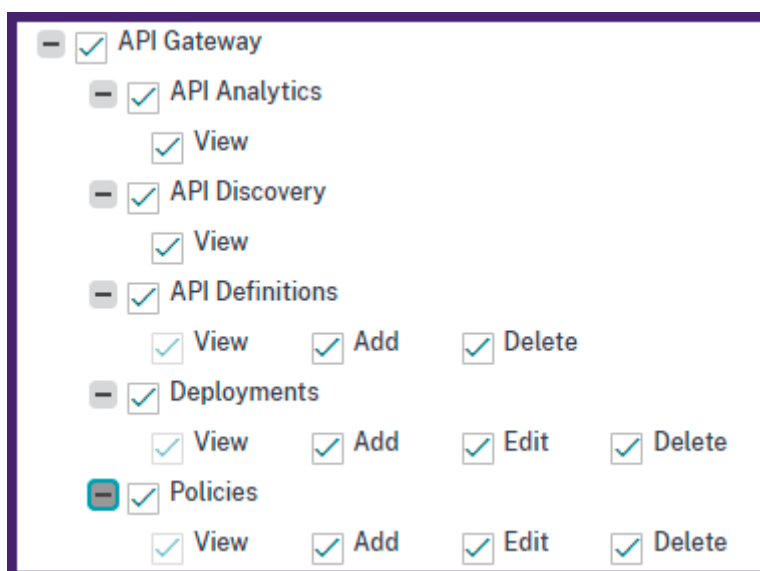 API Gateway
API Analytics
View
API Discovery
View
API Definitions
View Add Delete
Deployments
View Add Edit Delete
Policies
View Add Edit Delete